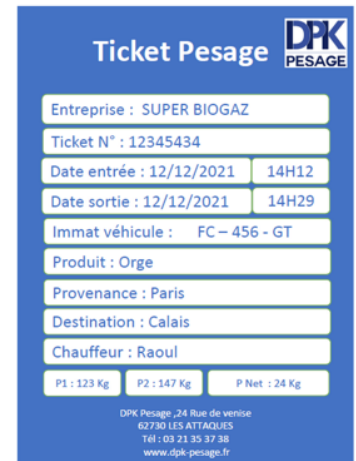 Ticket Pesage
DPK
PESAGE
Entreprise : SUPER BIOGAZ
Ticket N° : 12345434
Date entrée : 12/12/2021 14H12
Date sortie : 12/12/2021 14H29
Immat véhicule : FC – 456 - GT
Produit : Orge
Provenance : Paris
Destination : Calais
Chauffeur : Raoul
P1 : 123 Kg P2 : 147 Kg P Net : 24 Kg
DPK Pesage ,24 Rue de venise
62730 LES ATTAQUES
Tél : 03 21 35 37 38
www.dpk-pesage.fr